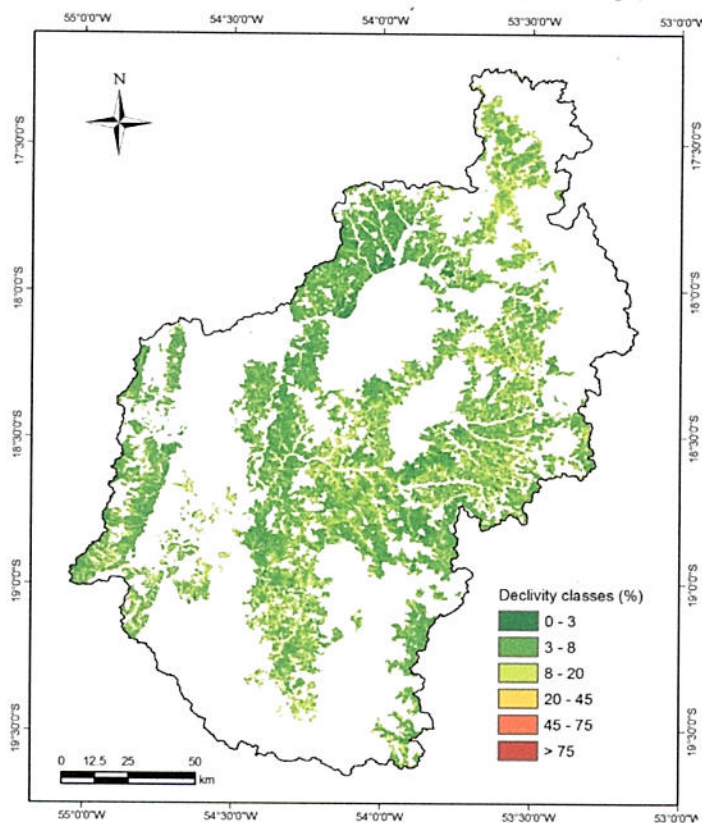 55°0'0"W 54°30'0"W 54°0'0"W 53°30'0"W 53°0'0"W
N
17°30'0"S 17°30'0"S
18°0'0"S 18°0'0"S
18°30'0"S 18°30'0"S
19°0'0"S 19°0'0"S
Declivity classes (%)
0 - 3
3 - 8
8 - 20
20 - 45
45 - 75
> 75
19°30'0"S 19°30'0"S
0 12.5 25 50
km
55°0'0"W 54°30'0"W 54°0'0"W 53°30'0"W 53°0'0"W